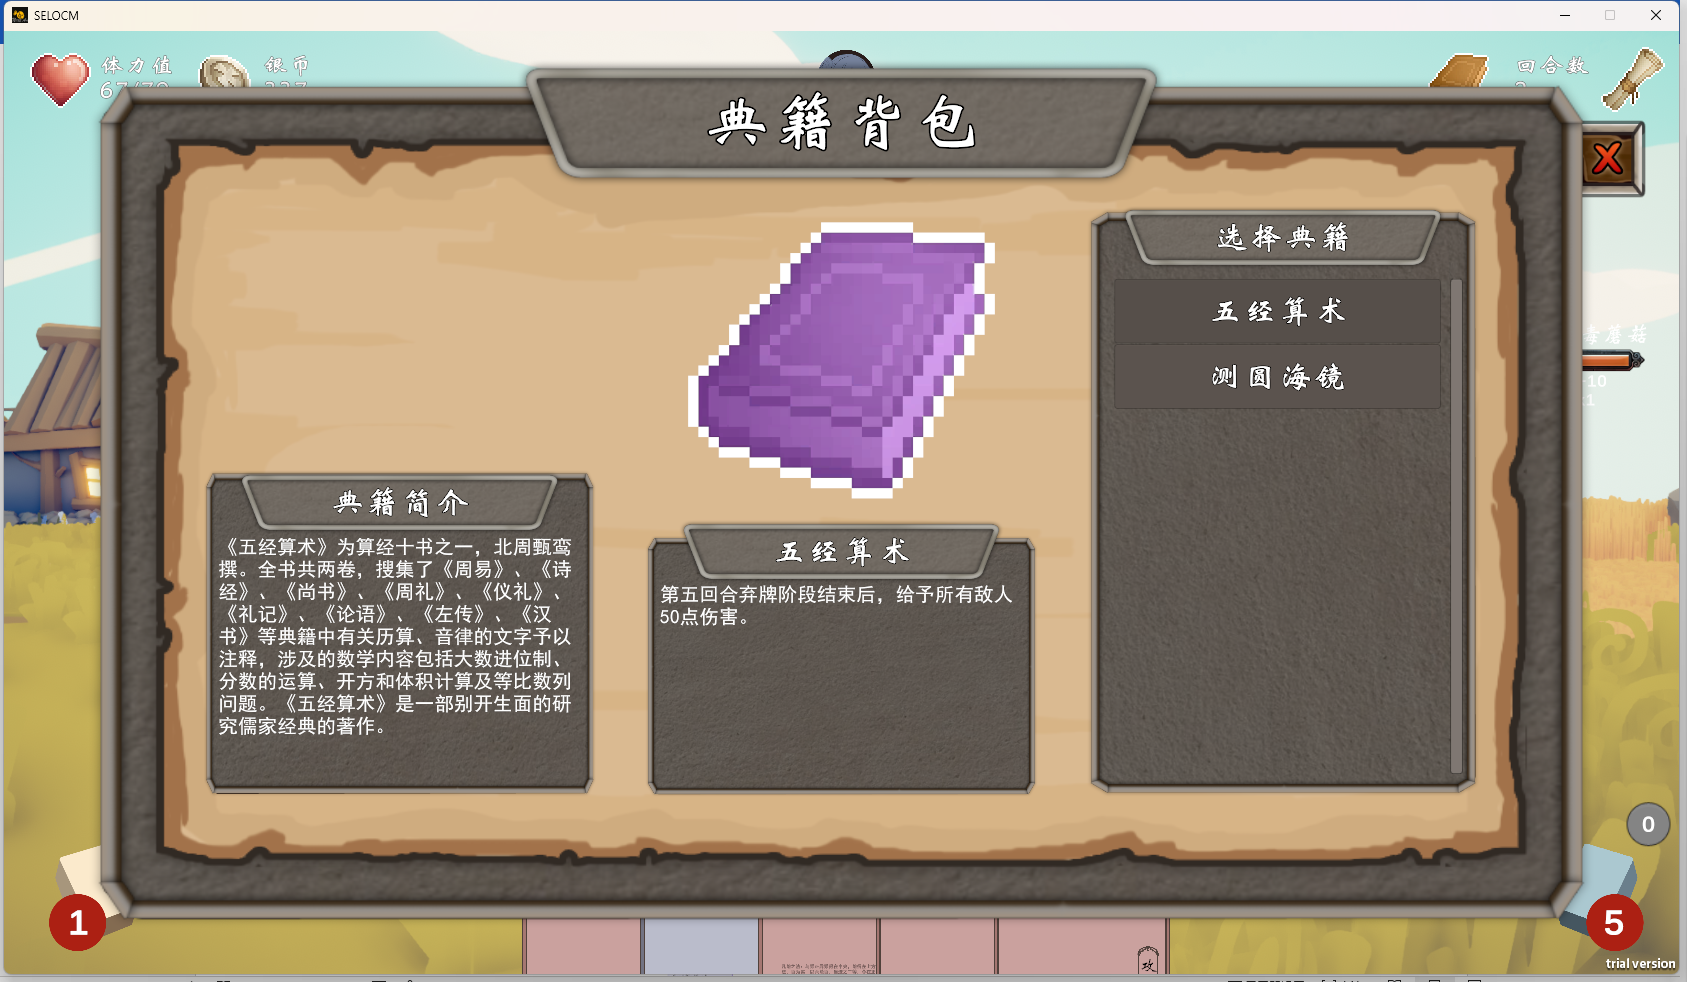 SELOCM
体力值
银币
回合数
典籍背包
选择典籍
五经算术
测圆海镜
毒蘑菇
典籍简介
《五经算术》为算经十书之一，北周甄鸾
撰。全书共两卷，搜集了《周易》、《诗
经》、《尚书》、《周礼》、《仪礼》、
《礼记》、《论语》、《左传》、《汉
书》等典籍中有关历算、音律的文字予以
注释，涉及的数学内容包括大数进位制、
分数的运算、开方和体积计算及等比数列
问题。《五经算术》是一部别开生面的研
究儒家经典的著作。
五经算术
第五回合弃牌阶段结束后，给予所有敌人
50点伤害。
0
1
5
攻
trial version